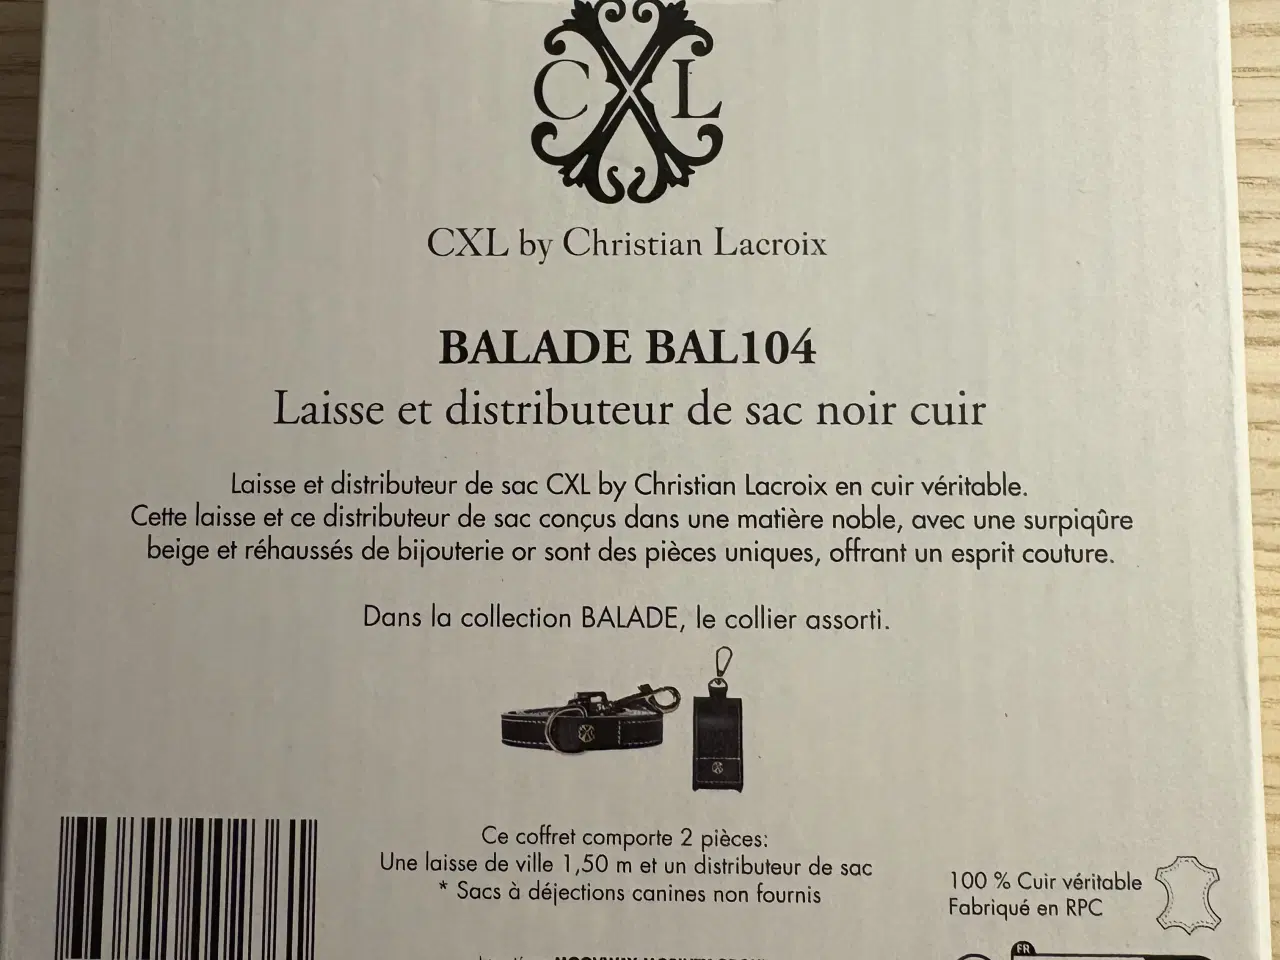 CXL
CXL by Christian Lacroix
BALADE BAL104
Laisse et distributeur de sac noir cuir
Laisse et distributeur de sac CXL by Christian Lacroix en cuir véritable.
Cette laisse et ce distributeur de sac conçus dans une matière noble, avec une surpiqûre
beige et réhaussés de bijouterie or sont des pièces uniques, offrant un esprit couture.
Dans la collection BALADE, le collier assorti.
Ce coffret comporte 2 pièces:
Une laisse de ville 1,50 m et un distributeur de sac
* Sacs à déjections canines non fournis
100 % Cuir véritable
Fabriqué en RPC
FR